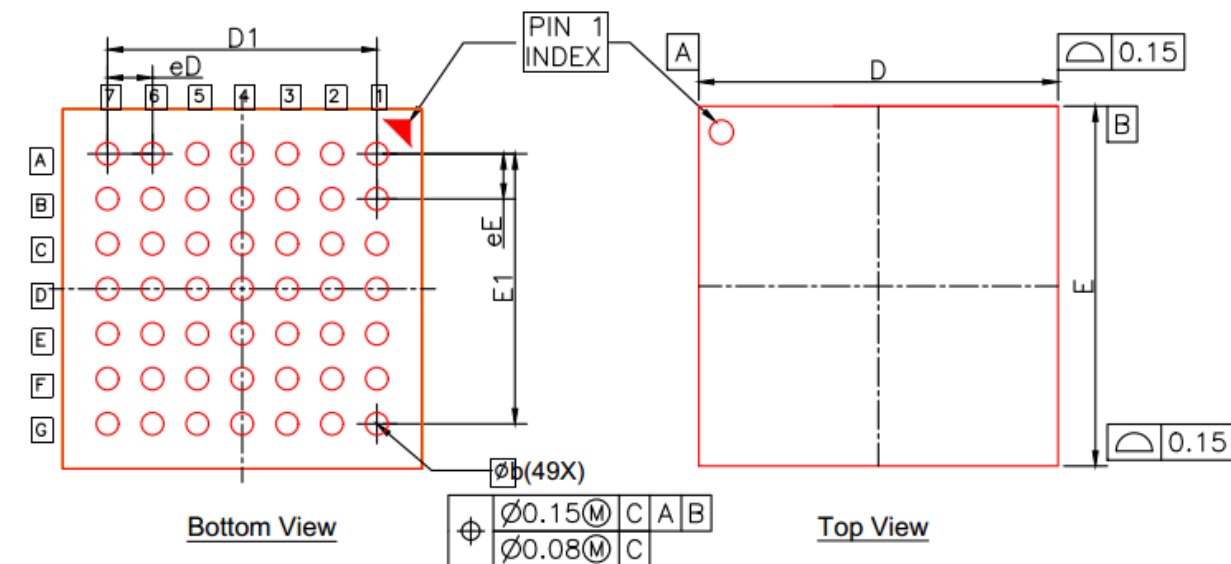 D1
eD
7 6 5 4 3 2 1
A
B
C
D
E
F
G
eE
E1
øb(49X)
⌖ Ø0.15Ⓜ C A B
Ø0.08Ⓜ C
Bottom View
PIN 1
INDEX
A
D
⌓ 0.15
B
E
⌓ 0.15
Top View